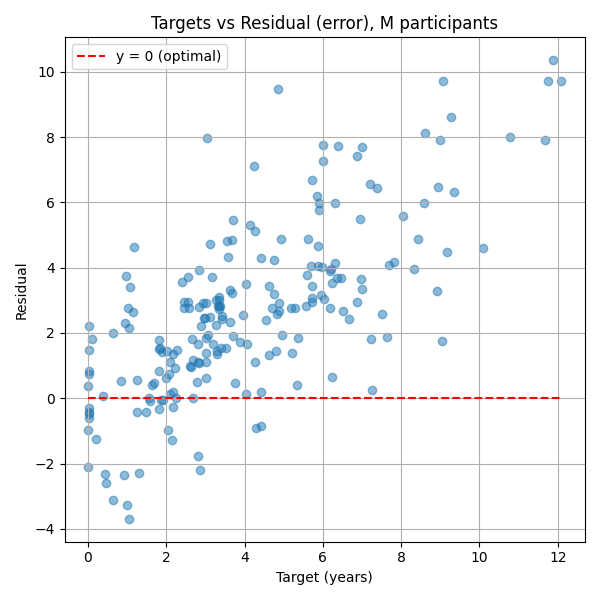 Targets vs Residual (error), M participants
y = 0 (optimal)
10
8
6
4
2
0
−2
−4
Residual
0 2 4 6 8 10 12
Target (years)